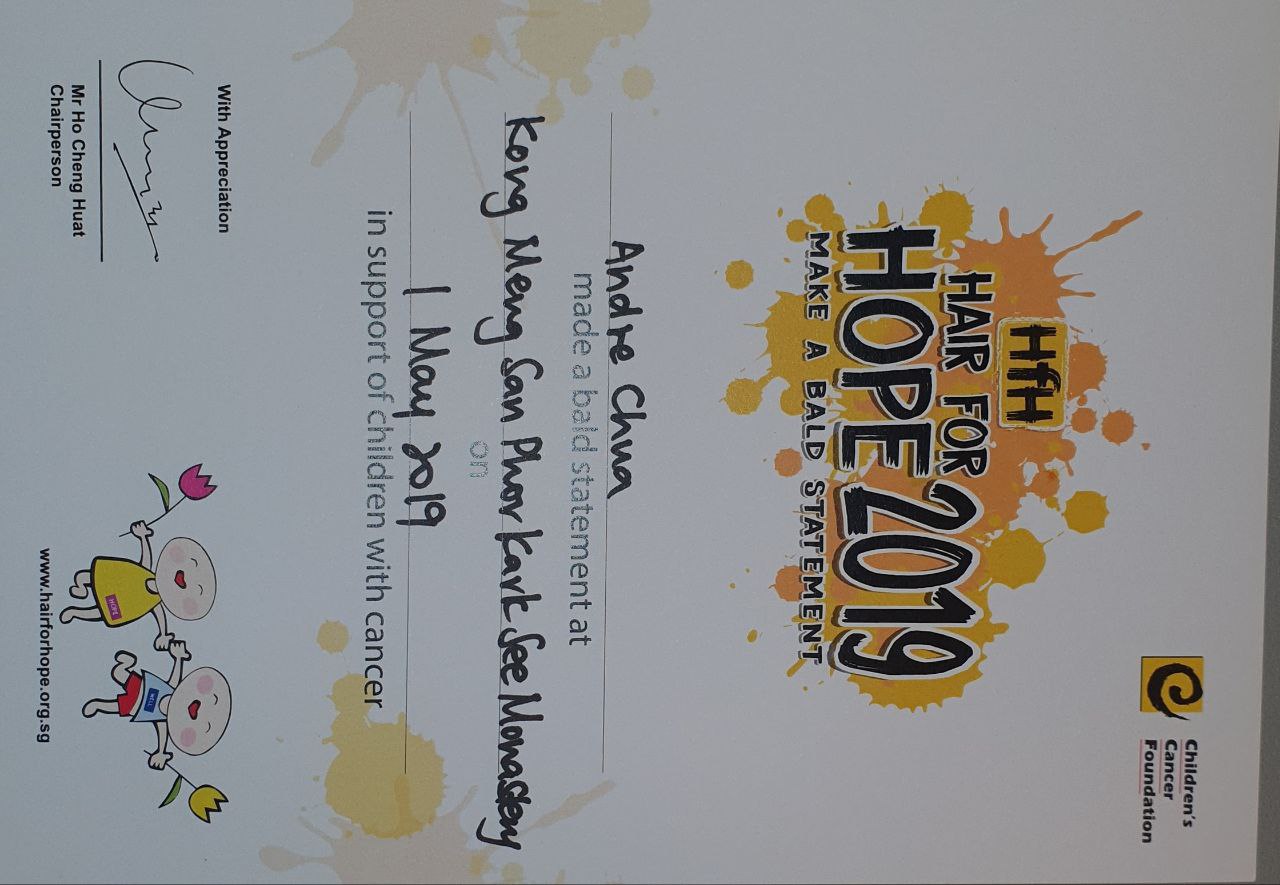 Children's
Cancer
Foundation
HfH
HAIR FOR
HOPE 2019
MAKE A BALD STATEMENT
Andre Chua
made a bald statement at
Kong Meng San Phor Kark See Monastery
on
1 May 2019
in support of children with cancer
With Appreciation
Mr Ho Cheng Huat
Chairperson
HOPE
WELL
www.hairforhope.org.sg